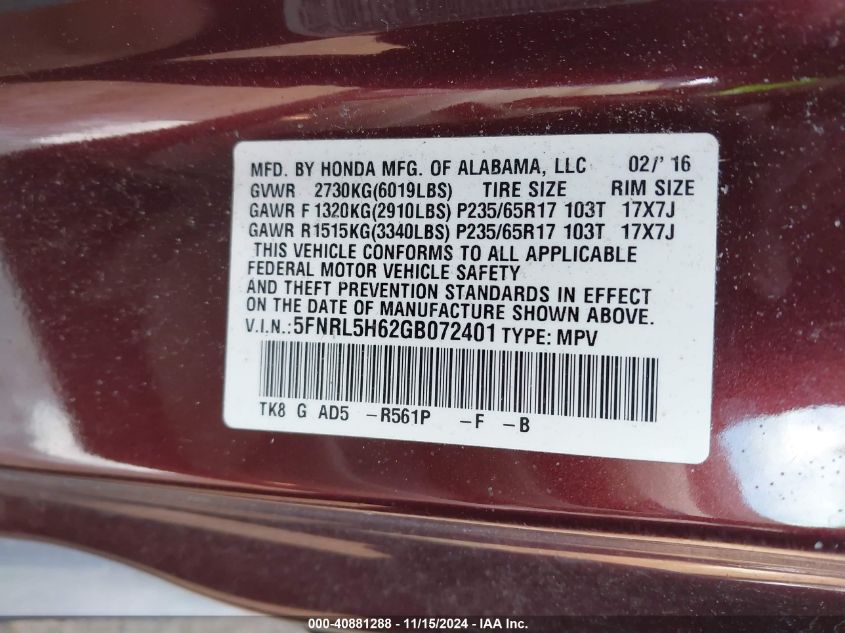 MFD. BY HONDA MFG. OF ALABAMA, LLC 02/' 16
GVWR 2730KG(6019LBS) TIRE SIZE RIM SIZE
GAWR F 1320KG(2910LBS) P235/65R17 103T 17X7J
GAWR R1515KG(3340LBS) P235/65R17 103T 17X7J
THIS VEHICLE CONFORMS TO ALL APPLICABLE
FEDERAL MOTOR VEHICLE SAFETY
AND THEFT PREVENTION STANDARDS IN EFFECT
ON THE DATE OF MANUFACTURE SHOWN ABOVE.
V.I.N.:5FNRL5H62GB072401 TYPE: MPV
TK8 G AD5 -R561P -F -B
000-40881288 - 11/15/2024 - IAA Inc.